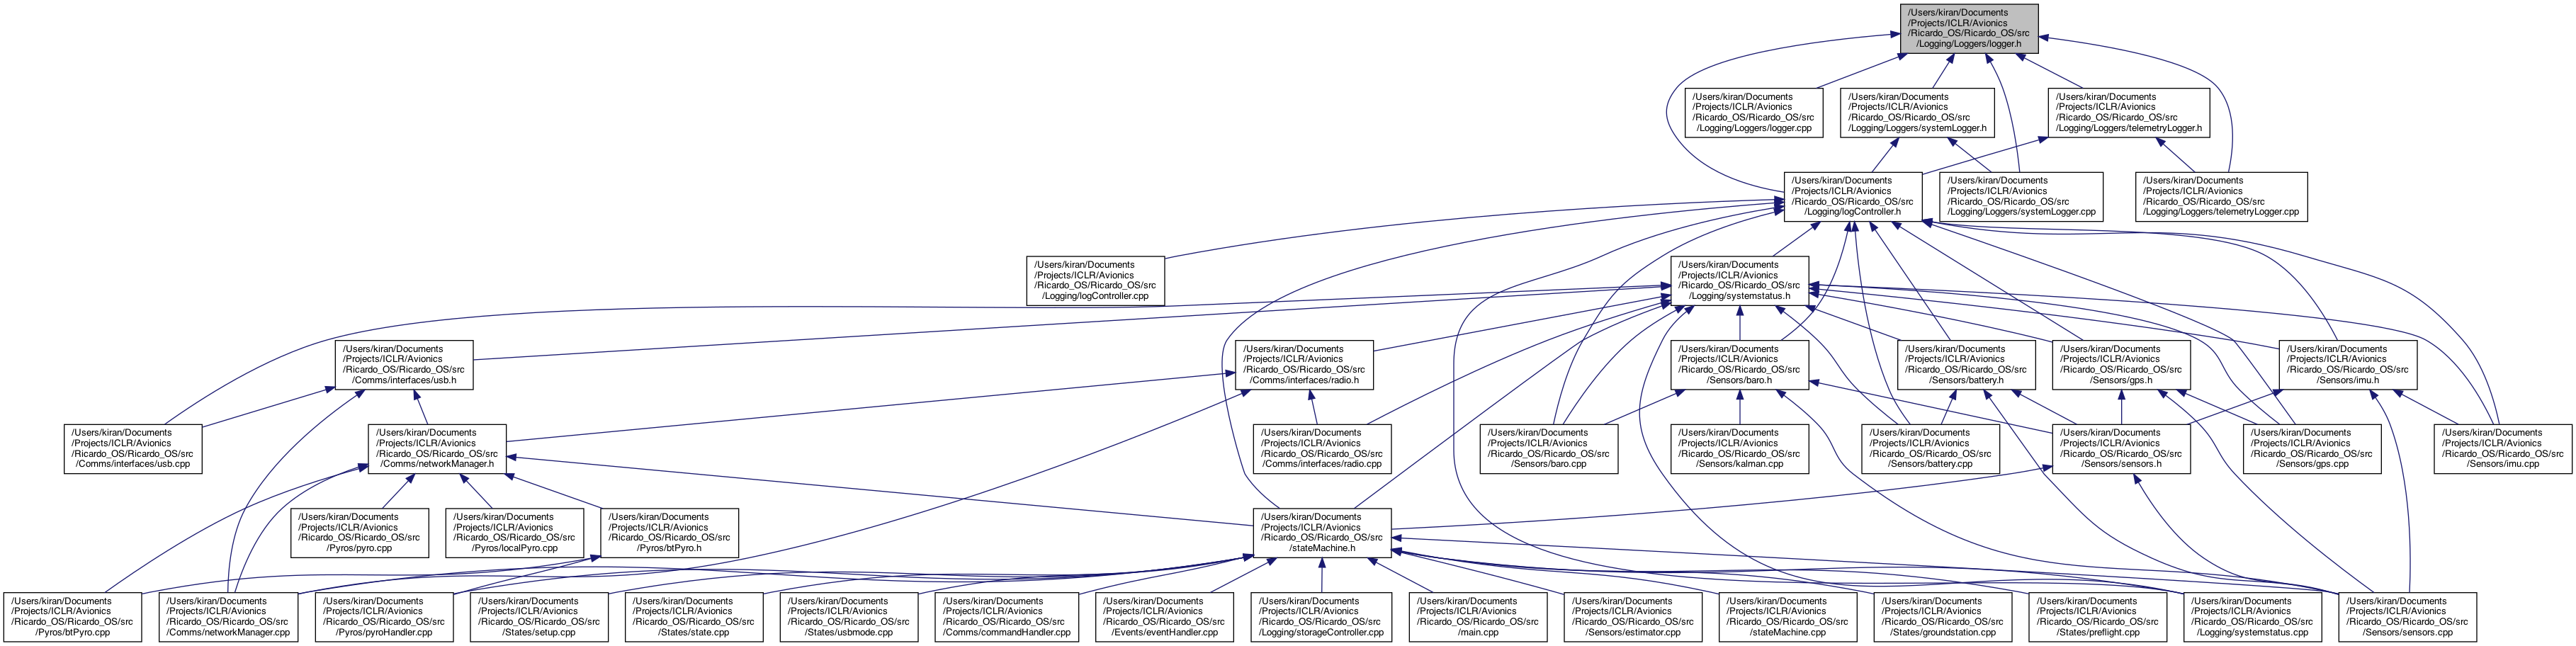 /Users/kiran/Documents
/Projects/ICLR/Avionics
/Ricardo_OS/Ricardo_OS/src
/Logging/Loggers/logger.h
/Users/kiran/Documents
/Projects/ICLR/Avionics
/Ricardo_OS/Ricardo_OS/src
/Logging/Loggers/logger.cpp
/Users/kiran/Documents
/Projects/ICLR/Avionics
/Ricardo_OS/Ricardo_OS/src
/Logging/Loggers/systemLogger.h
/Users/kiran/Documents
/Projects/ICLR/Avionics
/Ricardo_OS/Ricardo_OS/src
/Logging/Loggers/telemetryLogger.h
/Users/kiran/Documents
/Projects/ICLR/Avionics
/Ricardo_OS/Ricardo_OS/src
/Logging/logController.h
/Users/kiran/Documents
/Projects/ICLR/Avionics
/Ricardo_OS/Ricardo_OS/src
/Logging/Loggers/systemLogger.cpp
/Users/kiran/Documents
/Projects/ICLR/Avionics
/Ricardo_OS/Ricardo_OS/src
/Logging/Loggers/telemetryLogger.cpp
/Users/kiran/Documents
/Projects/ICLR/Avionics
/Ricardo_OS/Ricardo_OS/src
/Logging/logController.cpp
/Users/kiran/Documents
/Projects/ICLR/Avionics
/Ricardo_OS/Ricardo_OS/src
/Logging/systemstatus.h
/Users/kiran/Documents
/Projects/ICLR/Avionics
/Ricardo_OS/Ricardo_OS/src
/Comms/interfaces/usb.h
/Users/kiran/Documents
/Projects/ICLR/Avionics
/Ricardo_OS/Ricardo_OS/src
/Comms/interfaces/radio.h
/Users/kiran/Documents
/Projects/ICLR/Avionics
/Ricardo_OS/Ricardo_OS/src
/Sensors/baro.h
/Users/kiran/Documents
/Projects/ICLR/Avionics
/Ricardo_OS/Ricardo_OS/src
/Sensors/battery.h
/Users/kiran/Documents
/Projects/ICLR/Avionics
/Ricardo_OS/Ricardo_OS/src
/Sensors/gps.h
/Users/kiran/Documents
/Projects/ICLR/Avionics
/Ricardo_OS/Ricardo_OS/src
/Sensors/imu.h
/Users/kiran/Documents
/Projects/ICLR/Avionics
/Ricardo_OS/Ricardo_OS/src
/Comms/interfaces/usb.cpp
/Users/kiran/Documents
/Projects/ICLR/Avionics
/Ricardo_OS/Ricardo_OS/src
/Comms/networkManager.h
/Users/kiran/Documents
/Projects/ICLR/Avionics
/Ricardo_OS/Ricardo_OS/src
/Comms/interfaces/radio.cpp
/Users/kiran/Documents
/Projects/ICLR/Avionics
/Ricardo_OS/Ricardo_OS/src
/Sensors/baro.cpp
/Users/kiran/Documents
/Projects/ICLR/Avionics
/Ricardo_OS/Ricardo_OS/src
/Sensors/kalman.cpp
/Users/kiran/Documents
/Projects/ICLR/Avionics
/Ricardo_OS/Ricardo_OS/src
/Sensors/battery.cpp
/Users/kiran/Documents
/Projects/ICLR/Avionics
/Ricardo_OS/Ricardo_OS/src
/Sensors/sensors.h
/Users/kiran/Documents
/Projects/ICLR/Avionics
/Ricardo_OS/Ricardo_OS/src
/Sensors/gps.cpp
/Users/kiran/Documents
/Projects/ICLR/Avionics
/Ricardo_OS/Ricardo_OS/src
/Sensors/imu.cpp
/Users/kiran/Documents
/Projects/ICLR/Avionics
/Ricardo_OS/Ricardo_OS/src
/Pyros/pyro.cpp
/Users/kiran/Documents
/Projects/ICLR/Avionics
/Ricardo_OS/Ricardo_OS/src
/Pyros/localPyro.cpp
/Users/kiran/Documents
/Projects/ICLR/Avionics
/Ricardo_OS/Ricardo_OS/src
/Pyros/btPyro.h
/Users/kiran/Documents
/Projects/ICLR/Avionics
/Ricardo_OS/Ricardo_OS/src
/stateMachine.h
/Users/kiran/Documents
/Projects/ICLR/Avionics
/Ricardo_OS/Ricardo_OS/src
/Pyros/btPyro.cpp
/Users/kiran/Documents
/Projects/ICLR/Avionics
/Ricardo_OS/Ricardo_OS/src
/Comms/networkManager.cpp
/Users/kiran/Documents
/Projects/ICLR/Avionics
/Ricardo_OS/Ricardo_OS/src
/Pyros/pyroHandler.cpp
/Users/kiran/Documents
/Projects/ICLR/Avionics
/Ricardo_OS/Ricardo_OS/src
/States/setup.cpp
/Users/kiran/Documents
/Projects/ICLR/Avionics
/Ricardo_OS/Ricardo_OS/src
/States/state.cpp
/Users/kiran/Documents
/Projects/ICLR/Avionics
/Ricardo_OS/Ricardo_OS/src
/States/usbmode.cpp
/Users/kiran/Documents
/Projects/ICLR/Avionics
/Ricardo_OS/Ricardo_OS/src
/Comms/commandHandler.cpp
/Users/kiran/Documents
/Projects/ICLR/Avionics
/Ricardo_OS/Ricardo_OS/src
/Events/eventHandler.cpp
/Users/kiran/Documents
/Projects/ICLR/Avionics
/Ricardo_OS/Ricardo_OS/src
/Logging/storageController.cpp
/Users/kiran/Documents
/Projects/ICLR/Avionics
/Ricardo_OS/Ricardo_OS/src
/main.cpp
/Users/kiran/Documents
/Projects/ICLR/Avionics
/Ricardo_OS/Ricardo_OS/src
/Sensors/estimator.cpp
/Users/kiran/Documents
/Projects/ICLR/Avionics
/Ricardo_OS/Ricardo_OS/src
/stateMachine.cpp
/Users/kiran/Documents
/Projects/ICLR/Avionics
/Ricardo_OS/Ricardo_OS/src
/States/groundstation.cpp
/Users/kiran/Documents
/Projects/ICLR/Avionics
/Ricardo_OS/Ricardo_OS/src
/States/preflight.cpp
/Users/kiran/Documents
/Projects/ICLR/Avionics
/Ricardo_OS/Ricardo_OS/src
/Logging/systemstatus.cpp
/Users/kiran/Documents
/Projects/ICLR/Avionics
/Ricardo_OS/Ricardo_OS/src
/Sensors/sensors.cpp